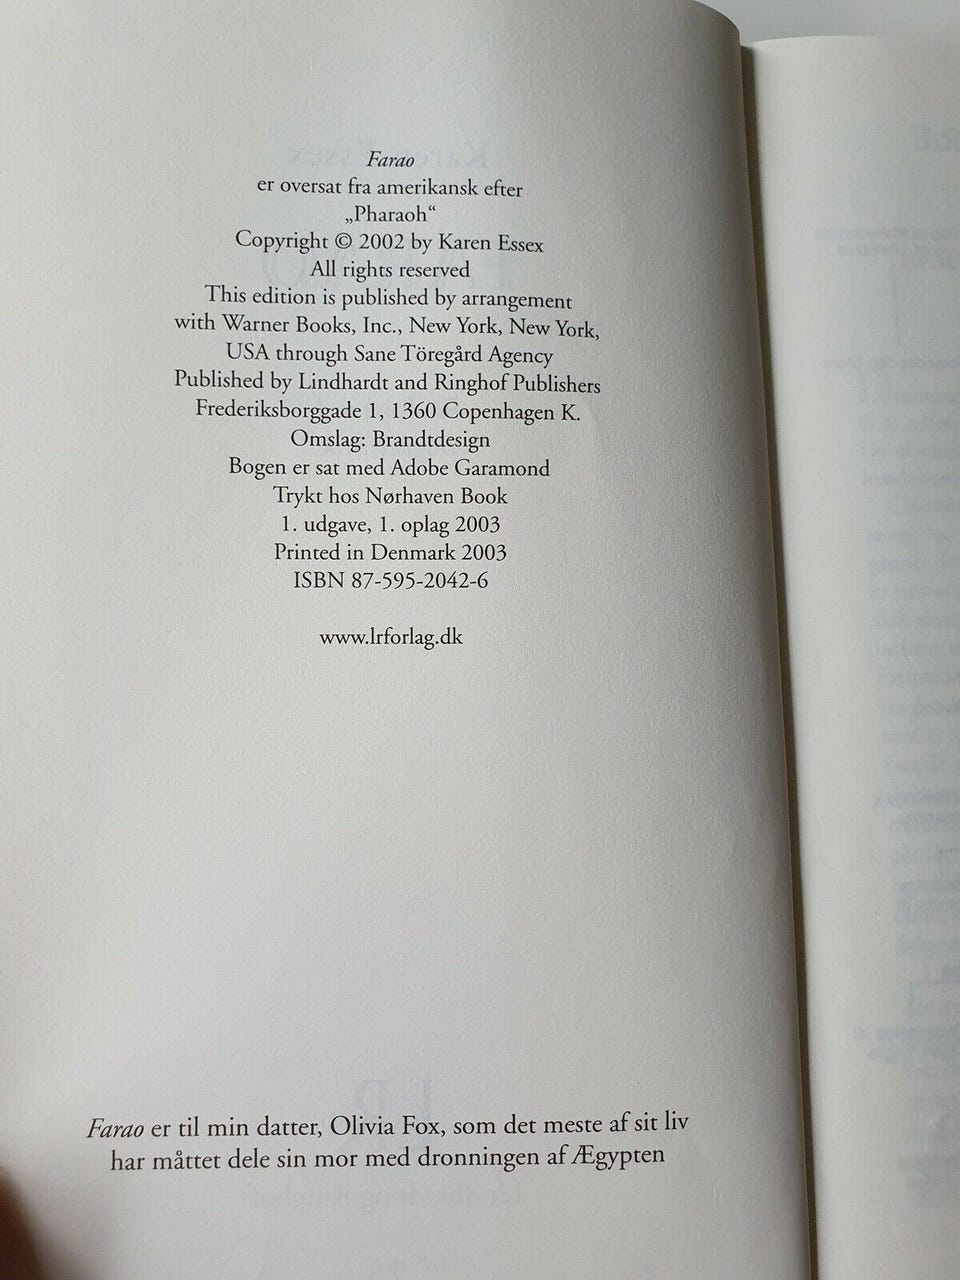 Farao
er oversat fra amerikansk efter
„Pharaoh“
Copyright © 2002 by Karen Essex
All rights reserved
This edition is published by arrangement
with Warner Books, Inc., New York, New York,
USA through Sane Töregård Agency
Published by Lindhardt and Ringhof Publishers
Frederiksborggade 1, 1360 Copenhagen K.
Omslag: Brandtdesign
Bogen er sat med Adobe Garamond
Trykt hos Nørhaven Book
1. udgave, 1. oplag 2003
Printed in Denmark 2003
ISBN 87-595-2042-6
www.lrforlag.dk
Farao er til min datter, Olivia Fox, som det meste af sit liv
har måttet dele sin mor med dronningen af Ægypten